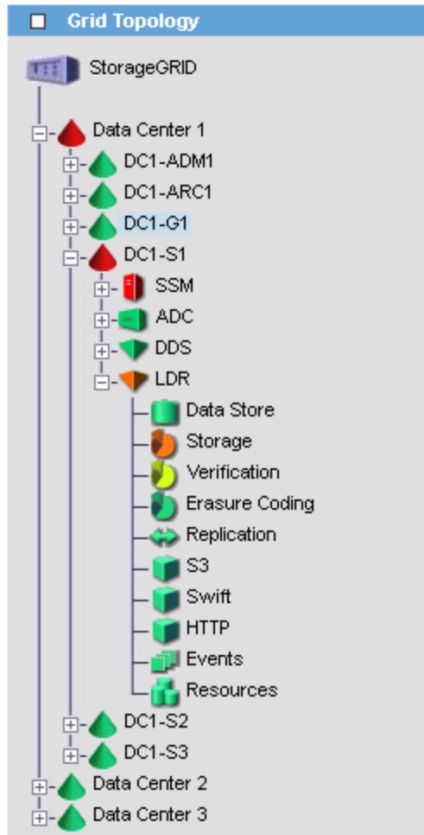 Grid Topology
StorageGRID
Data Center 1
DC1-ADM1
DC1-ARC1
DC1-G1
DC1-S1
SSM
ADC
DDS
LDR
Data Store
Storage
Verification
Erasure Coding
Replication
S3
Swift
HTTP
Events
Resources
DC1-S2
DC1-S3
Data Center 2
Data Center 3